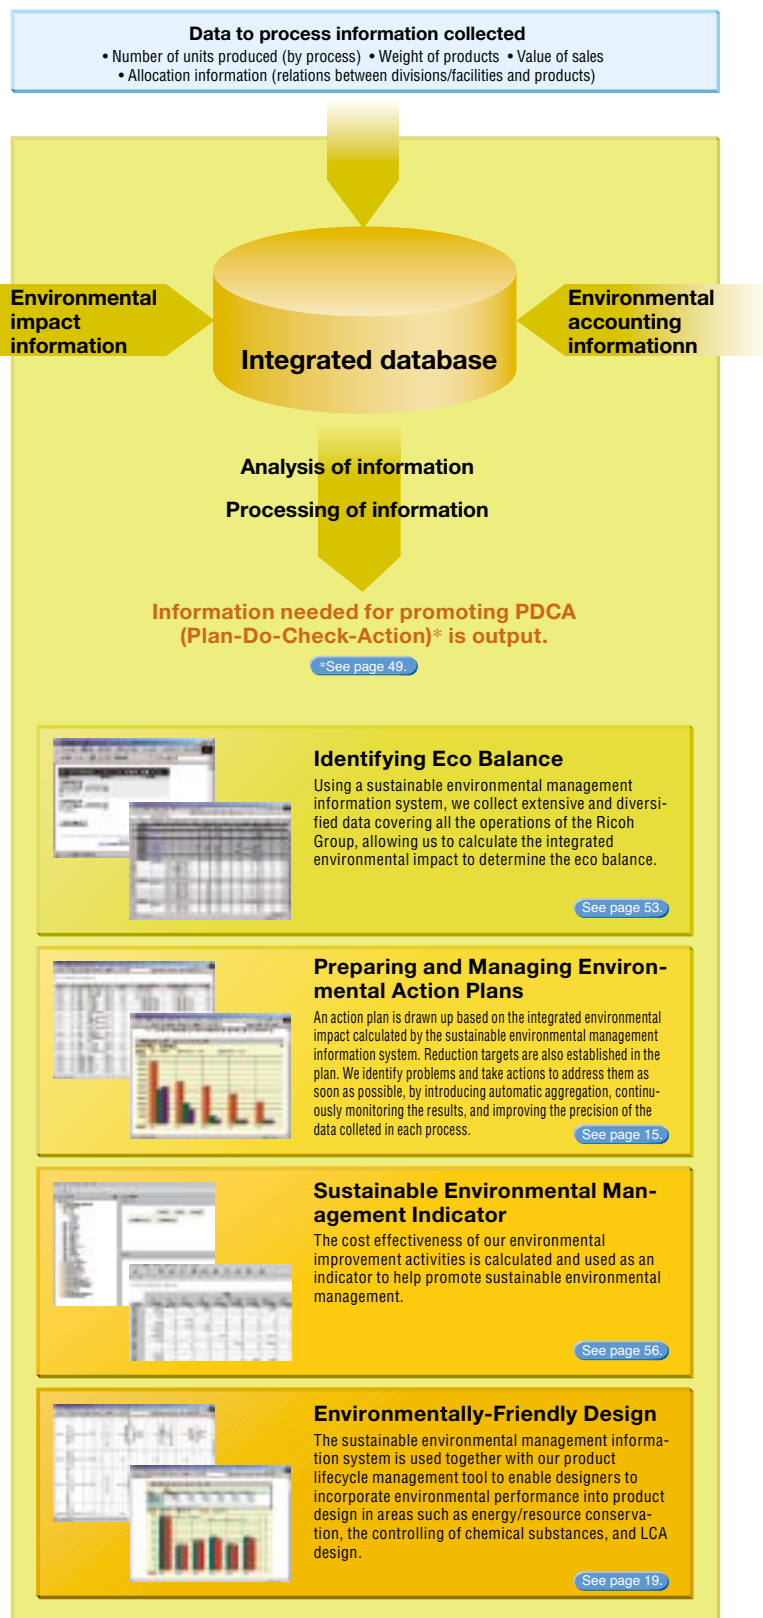 Data to process information collected
• Number of units produced (by process) • Weight of products • Value of sales
• Allocation information (relations between divisions/facilities and products)
Environmental
impact
information
Environmental
accounting
informationn
Integrated database
Analysis of information
Processing of information
Information needed for promoting PDCA
(Plan-Do-Check-Action)* is output.
*See page 49.
Identifying Eco Balance
Using a sustainable environmental management
information system, we collect extensive and diversi-
fied data covering all the operations of the Ricoh
Group, allowing us to calculate the integrated
environmental impact to determine the eco balance.
See page 53.
Preparing and Managing Environ-
mental Action Plans
An action plan is drawn up based on the integrated environmental
impact calculated by the sustainable environmental management
information system. Reduction targets are also established in the
plan. We identify problems and take actions to address them as
soon as possible, by introducing automatic aggregation, continu-
ously monitoring the results, and improving the precision of the
data colleted in each process.
See page 15.
Sustainable Environmental Man-
agement Indicator
The cost effectiveness of our environmental
improvement activities is calculated and used as an
indicator to help promote sustainable environmental
management.
See page 56.
Environmentally-Friendly Design
The sustainable environmental management informa-
tion system is used together with our product
lifecycle management tool to enable designers to
incorporate environmental performance into product
design in areas such as energy/resource conserva-
tion, the controlling of chemical substances, and LCA
design.
See page 19.